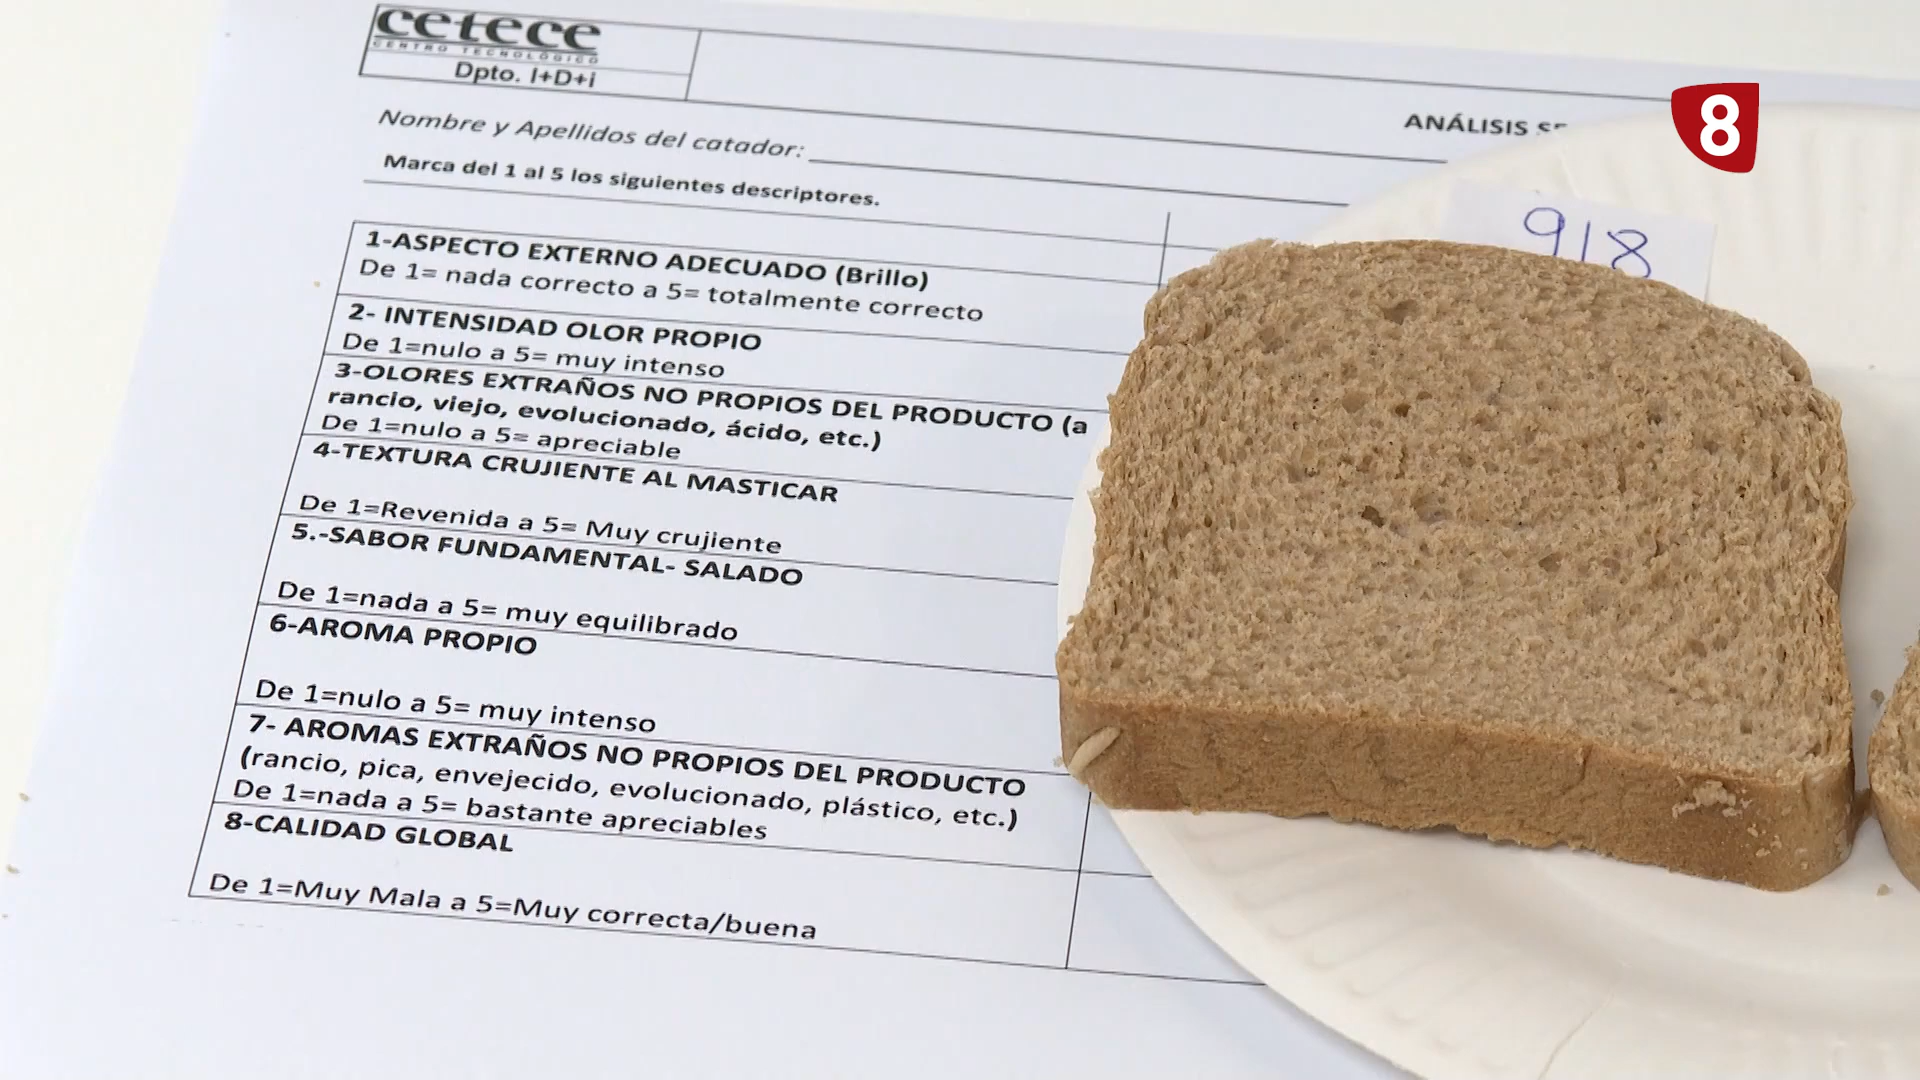 cetece
CENTRO TECNOLÓGICO
Dpto. I+D+i
ANÁLISIS
8
Nombre y Apellidos del catador:
Marca del 1 al 5 los siguientes descriptores.
918
1-ASPECTO EXTERNO ADECUADO (Brillo)
De 1= nada correcto a 5= totalmente correcto
2- INTENSIDAD OLOR PROPIO
De 1=nulo a 5= muy intenso
3-OLORES EXTRAÑOS NO PROPIOS DEL PRODUCTO (a
rancio, viejo, evolucionado, ácido, etc.)
De 1=nulo a 5= apreciable
4-TEXTURA CRUJIENTE AL MASTICAR
De 1=Revenida a 5= Muy crujiente
5.-SABOR FUNDAMENTAL- SALADO
De 1=nada a 5= muy equilibrado
6-AROMA PROPIO
De 1=nulo a 5= muy intenso
7- AROMAS EXTRAÑOS NO PROPIOS DEL PRODUCTO
(rancio, pica, envejecido, evolucionado, plástico, etc.)
De 1=nada a 5= bastante apreciables
8-CALIDAD GLOBAL
De 1=Muy Mala a 5=Muy correcta/buena